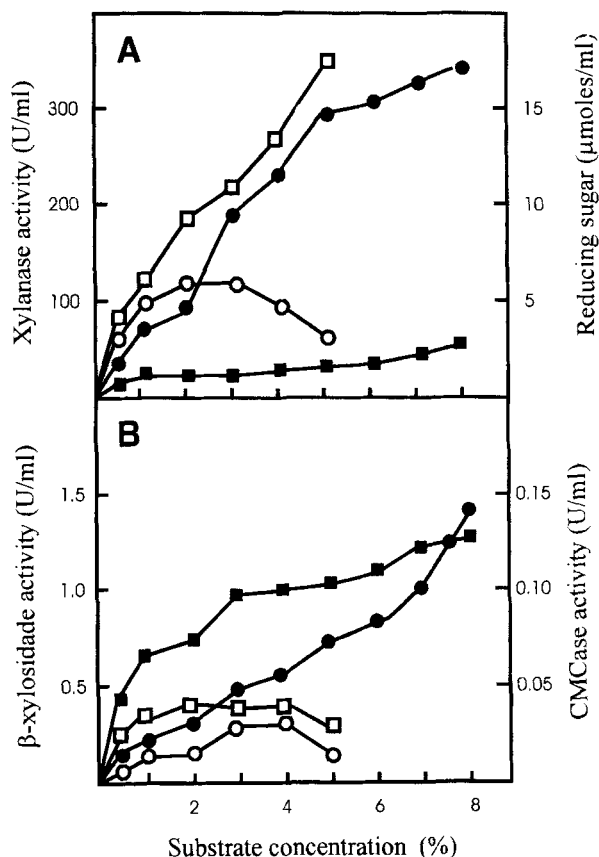 A
Xylanase activity (U/ml)
300
200
100
15
10
5
Reducing sugar (μmoles/ml)
B
β-xylosidade activity (U/ml)
1.5
1.0
0.5
0.15
0.10
0.05
CMCase activity (U/ml)
2 4 6 8
Substrate concentration (%)